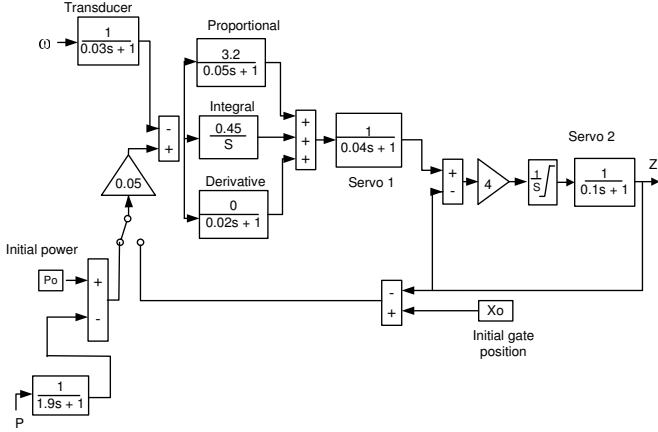 Transducer
ω
1
0.03s + 1
Proportional
3.2
0.05s + 1
Integral
0.45
S
Derivative
0
0.02s + 1
-
+
0.05
+
+
+
1
0.04s + 1
Servo 1
+
-
4
1
S
Servo 2
1
0.1s + 1
Z
Initial power
Po
+
-
1
1.9s + 1
P
-
+
Xo
Initial gate
position